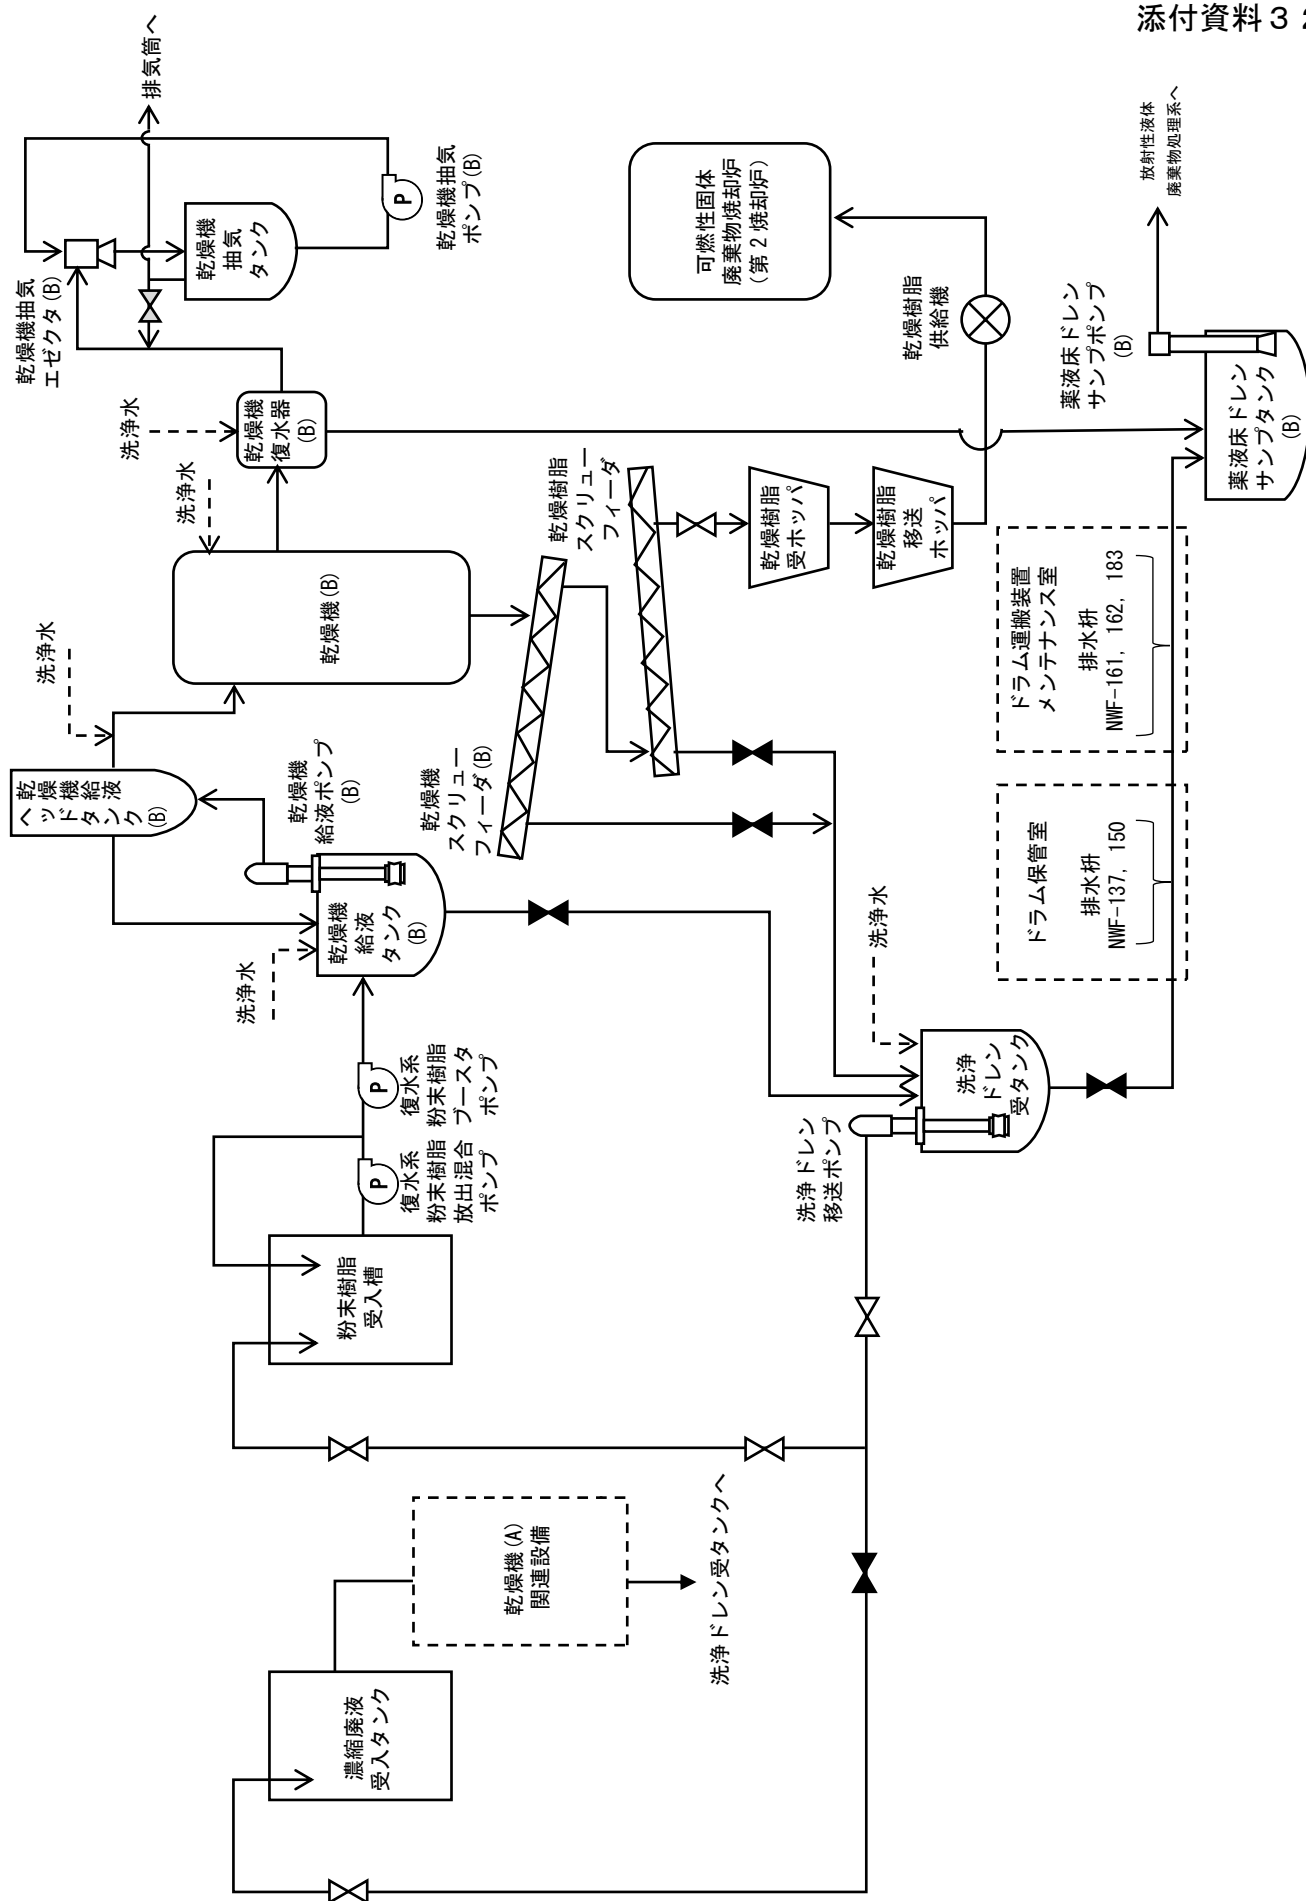 添付資料３２
排気筒へ
乾燥機抽気
エゼクタ(B)
乾燥機
抽気
タンク
P
乾燥機抽気
ポンプ(B)
洗浄水
乾燥機
復水器
(B)
洗浄水
乾燥機(B)
洗浄水
乾燥機給液
ヘッドタンク
(B)
乾燥機
給液ポンプ
(B)
乾燥機
給液
タンク
(B)
洗浄水
乾燥機
スクリュー
フィーダ(B)
乾燥樹脂
スクリュー
フィーダ
乾燥樹脂
受ホッパ
乾燥樹脂
移送
ホッパ
乾燥樹脂
供給機
可燃性固体
廃棄物焼却炉
(第２焼却炉)
放射性液体
廃棄物処理系へ
薬液床ドレン
サンプポンプ
(B)
薬液床ドレン
サンプタンク
(B)
ドラム運搬装置
メンテナンス室
排水枡
NWF-161, 162, 183
ドラム保管室
排水枡
NWF-137, 150
洗浄水
洗浄
ドレン
受タンク
洗浄ドレン
移送ポンプ
P
復水系
粉末樹脂
ブースタ
ポンプ
P
復水系
粉末樹脂
放出混合
ポンプ
粉末樹脂
受入槽
乾燥機(A)
関連設備
洗浄ドレン受タンクへ
濃縮廃液
受入タンク